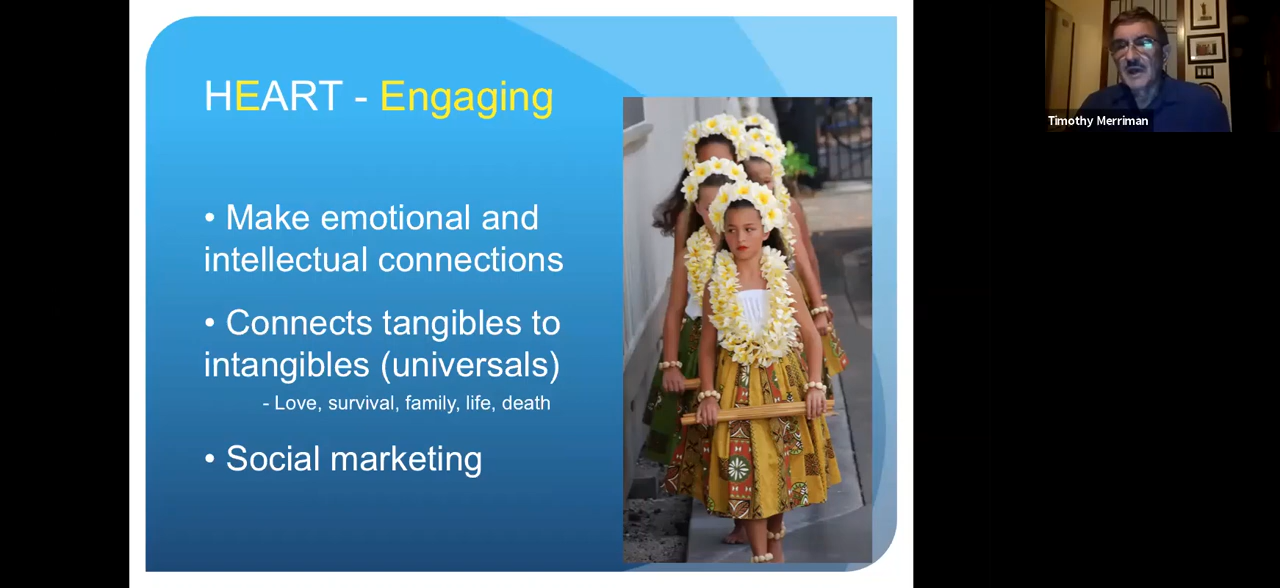 HEART - Engaging
• Make emotional and
intellectual connections
• Connects tangibles to
intangibles (universals)
- Love, survival, family, life, death
• Social marketing
Timothy Merriman